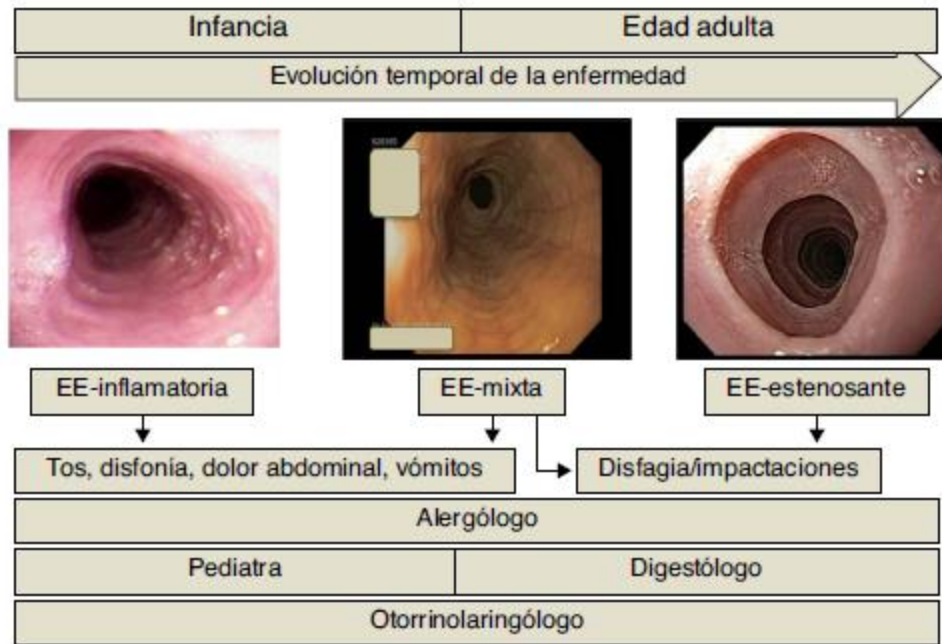 Infancia
Edad adulta
Evolución temporal de la enfermedad
EE-inflamatoria
EE-mixta
EE-estenosante
Tos, disfonía, dolor abdominal, vómitos
Disfagia/impactaciones
Alergólogo
Pediatra
Digestólogo
Otorrinolaringólogo